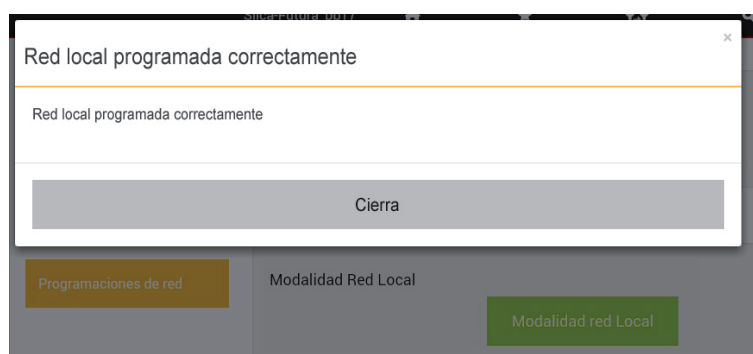 Red local programada correctamente
Red local programada correctamente
Cierra
Programaciones de red
Modalidad Red Local
Modalidad red Local